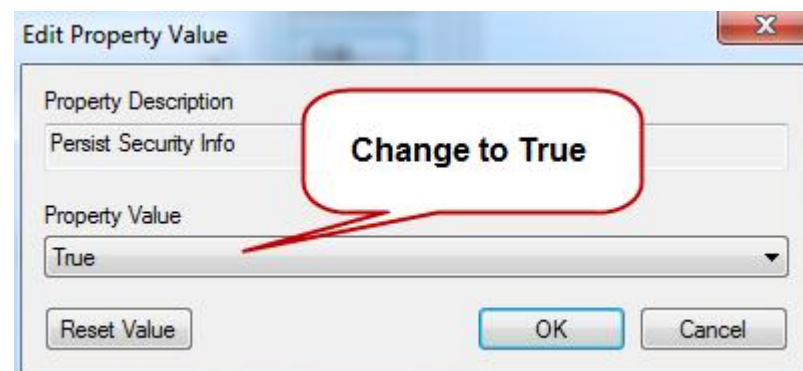 Edit Property Value
Property Description
Persist Security Info
Change to True
Property Value
True
Reset Value
OK
Cancel